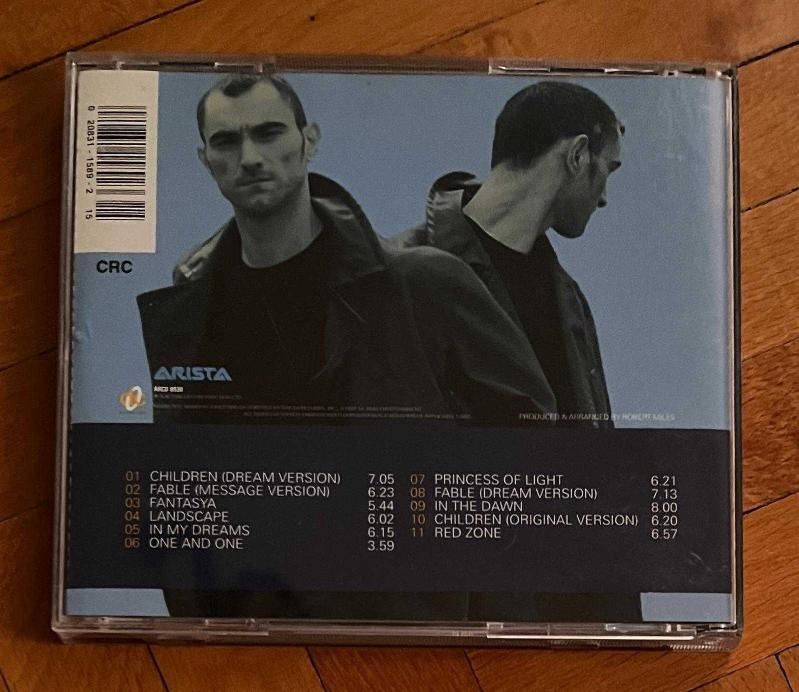 0 20831-1589-2 15
CRC
ARISTA
PRODUCED & ARRANGED BY ROBERT MILES
01 CHILDREN (DREAM VERSION) 7.05
02 FABLE (MESSAGE VERSION) 6.23
03 FANTASYA 5.44
04 LANDSCAPE 6.02
05 IN MY DREAMS 6.15
06 ONE AND ONE 3.59
07 PRINCESS OF LIGHT 6.21
08 FABLE (DREAM VERSION) 7.13
09 IN THE DAWN 8.00
10 CHILDREN (ORIGINAL VERSION) 6.20
11 RED ZONE 6.57